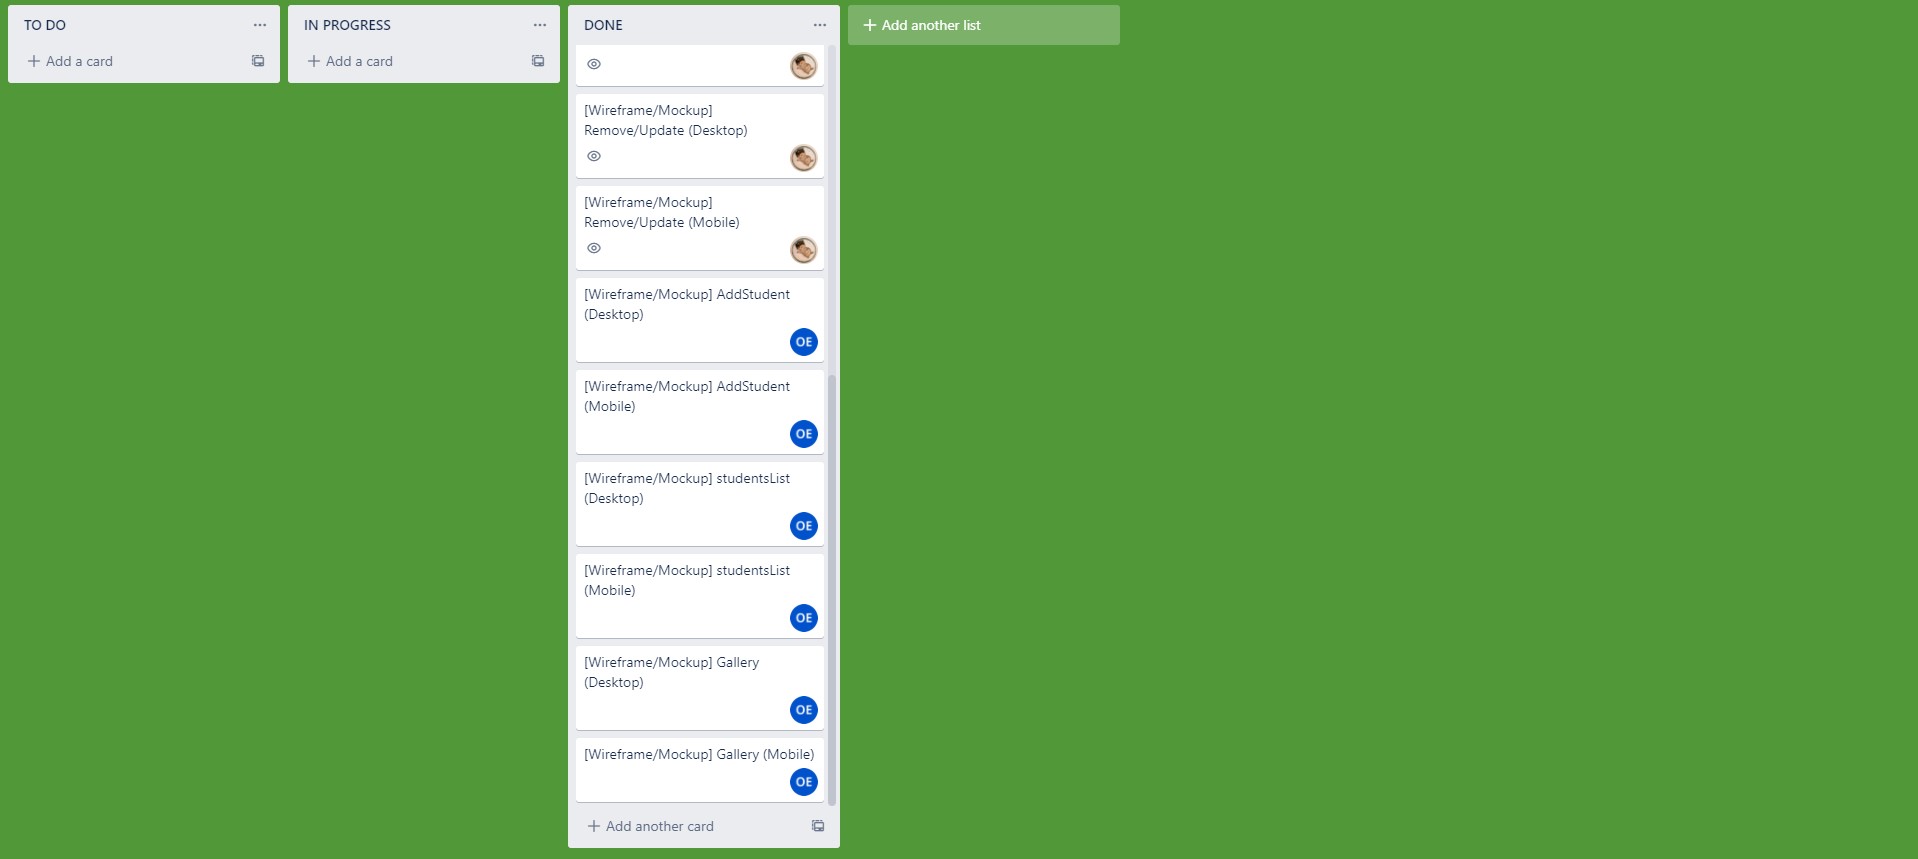 TO DO
+ Add a card
IN PROGRESS
+ Add a card
DONE
[Wireframe/Mockup]
Remove/Update (Desktop)
[Wireframe/Mockup]
Remove/Update (Mobile)
[Wireframe/Mockup] AddStudent
(Desktop)
OE
[Wireframe/Mockup] AddStudent
(Mobile)
OE
[Wireframe/Mockup] studentsList
(Desktop)
OE
[Wireframe/Mockup] studentsList
(Mobile)
OE
[Wireframe/Mockup] Gallery
(Desktop)
OE
[Wireframe/Mockup] Gallery (Mobile)
OE
+ Add another card
+ Add another list